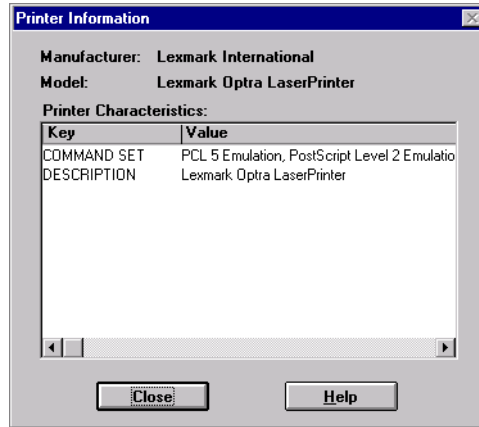 Printer Information
Manufacturer: Lexmark International
Model: Lexmark Optra LaserPrinter
Printer Characteristics:
Key Value
COMMAND SET PCL 5 Emulation, PostScript Level 2 Emulatio
DESCRIPTION Lexmark Optra LaserPrinter
Close Help